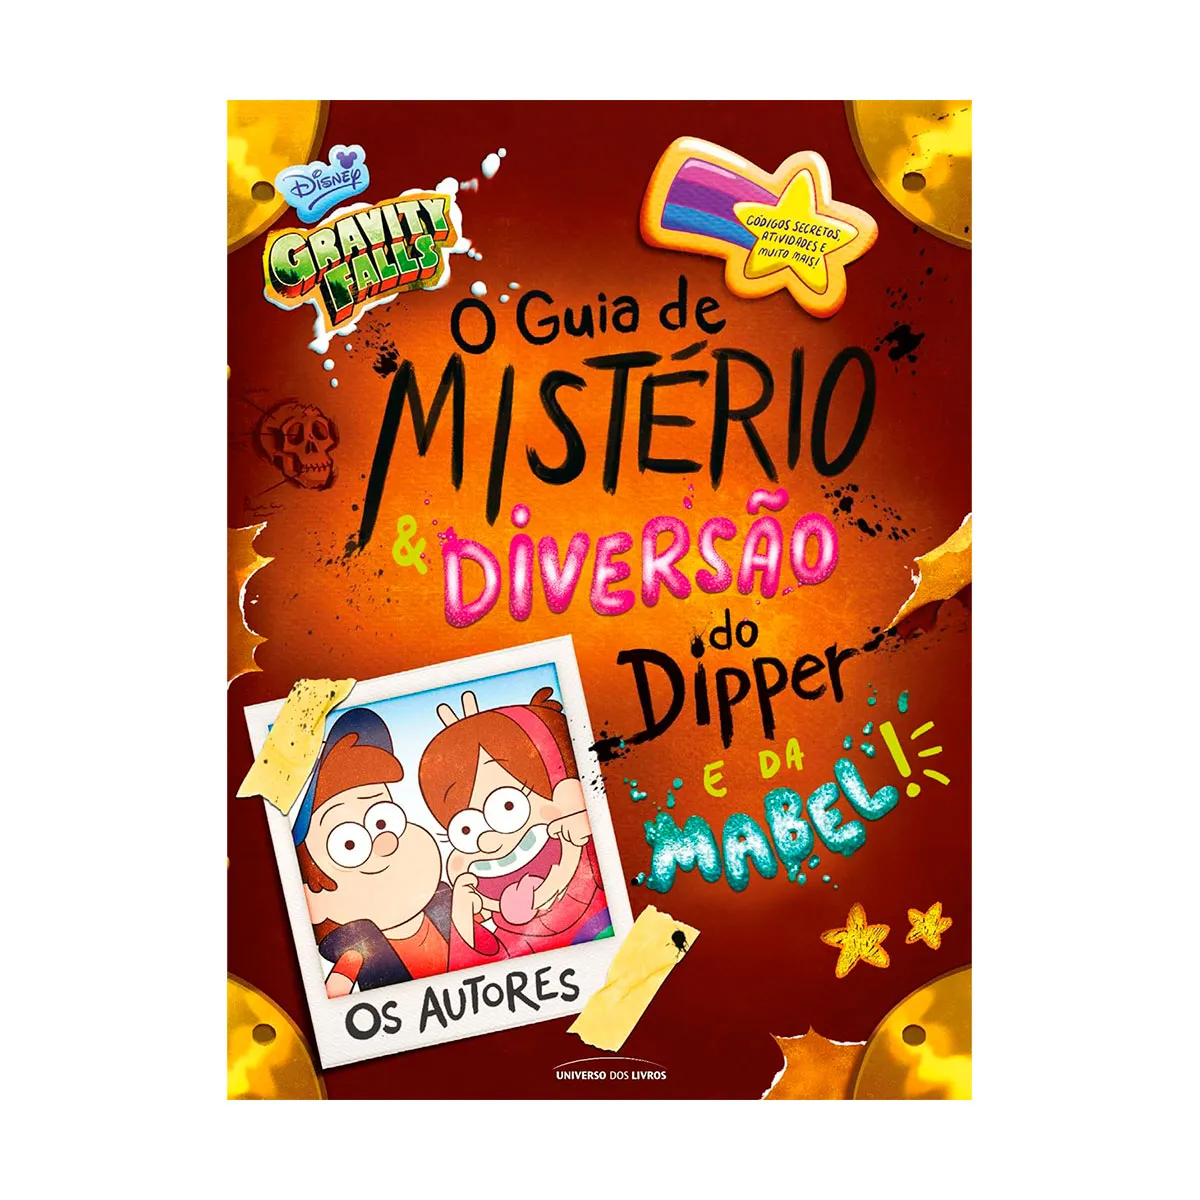 DISNEY
GRAVITY
FALLS
CÓDIGOS SECRETOS,
ATIVIDADES E
MUITO MAIS!
O GUIA DE
MISTÉRIO
& DIVERSÃO
do
Dipper
E DA
MABEL!
OS AUTORES
UNIVERSO DOS LIVROS